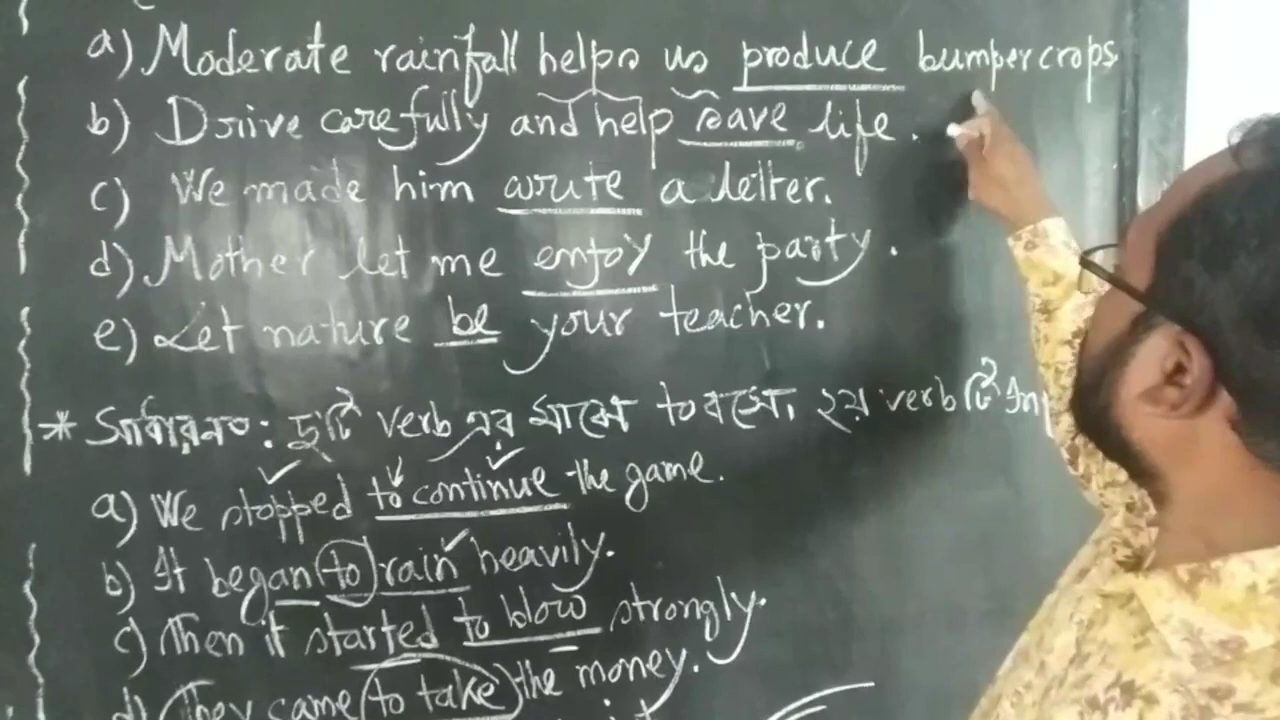 a) Moderate rainfall helps us produce bumper crops
b) Drive carefully and help save life.
c) We made him write a letter.
d) Mother let me enjoy the party.
e) Let nature be your teacher.
* সাধারনত: দুটি verb এর মাঝে to বসে। হয় verb টি In
a) We stopped to continue the game.
b) It began to rain heavily.
c) Then it started to blow strongly.
d) They came to take the money.